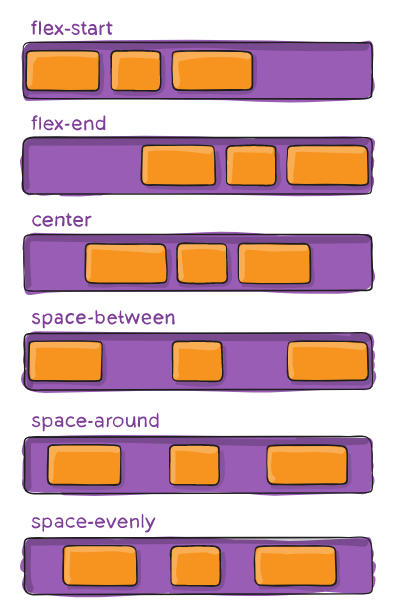 flex-start
flex-end
center
space-between
space-around
space-evenly